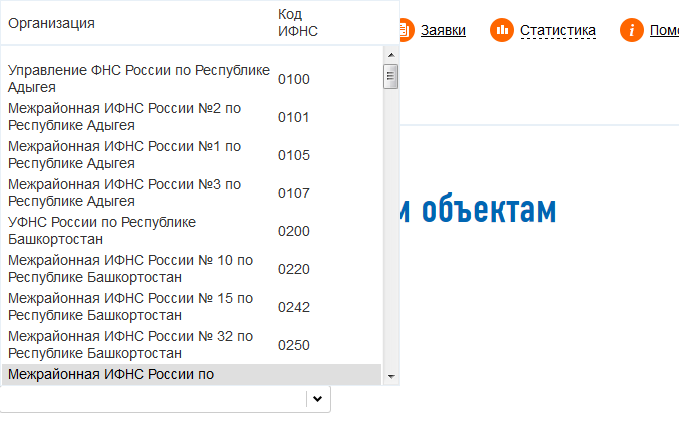 Организация
Код
ИФНС
Заявки
Статистика
Управление ФНС России по Республике
Адыгея
0100
Межрайонная ИФНС России №2 по
Республике Адыгея
0101
Межрайонная ИФНС России №1 по
Республике Адыгея
0105
Межрайонная ИФНС России №3 по
Республике Адыгея
0107
УФНС России по Республике
Башкортостан
0200
объектам
Межрайонная ИФНС России № 10 по
Республике Башкортостан
0220
Межрайонная ИФНС России № 15 по
Республике Башкортостан
0242
Межрайонная ИФНС России № 32 по
Республике Башкортостан
0250
Межрайонная ИФНС России по